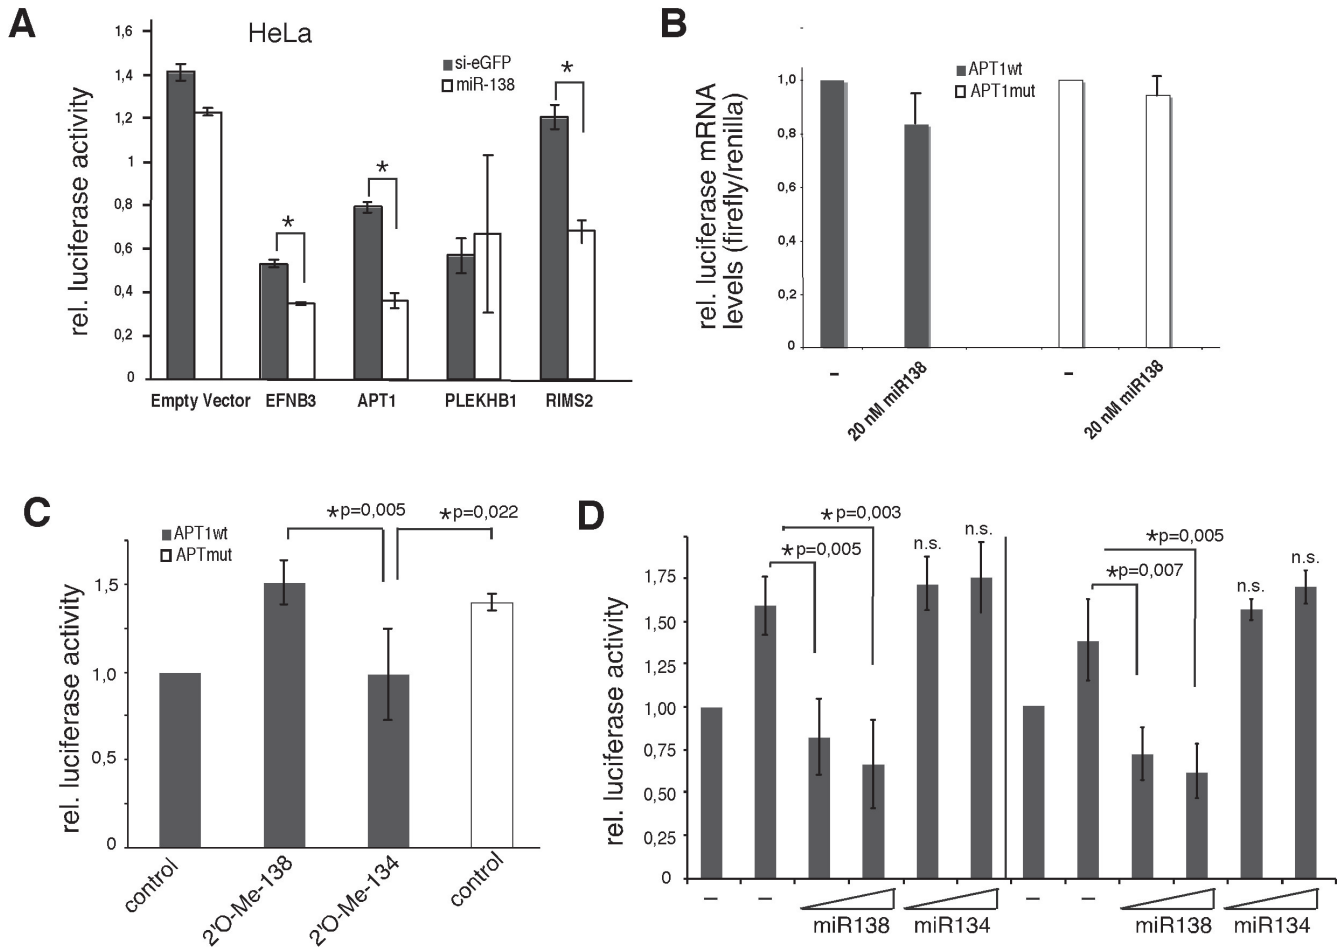 A
HeLa
si-eGFP
miR-138
rel. luciferase activity
1,6
1,4
1,2
1
0,8
0,6
0,4
0,2
0
*
*
*
Empty Vector EFNB3 APT1 PLEKHB1 RIMS2
B
APT1wt
APT1mut
rel. luciferase mRNA
levels (firefly/renilla)
1,0
0,8
0,6
0,4
0,2
0
– 20 nM miR138 – 20 nM miR138
C
APT1wt
APTmut
*p=0,005 *p=0,022
rel. luciferase activity
1,5
1,0
0,5
0
control 2'O-Me-138 2'O-Me-134 control
D
*p=0,003
*p=0,005
n.s. n.s.
*p=0,005
*p=0,007
n.s. n.s.
rel. luciferase activity
1,75
1,50
1,25
1,00
0,75
0,50
0,25
0
– – – –
miR138 miR134 miR138 miR134